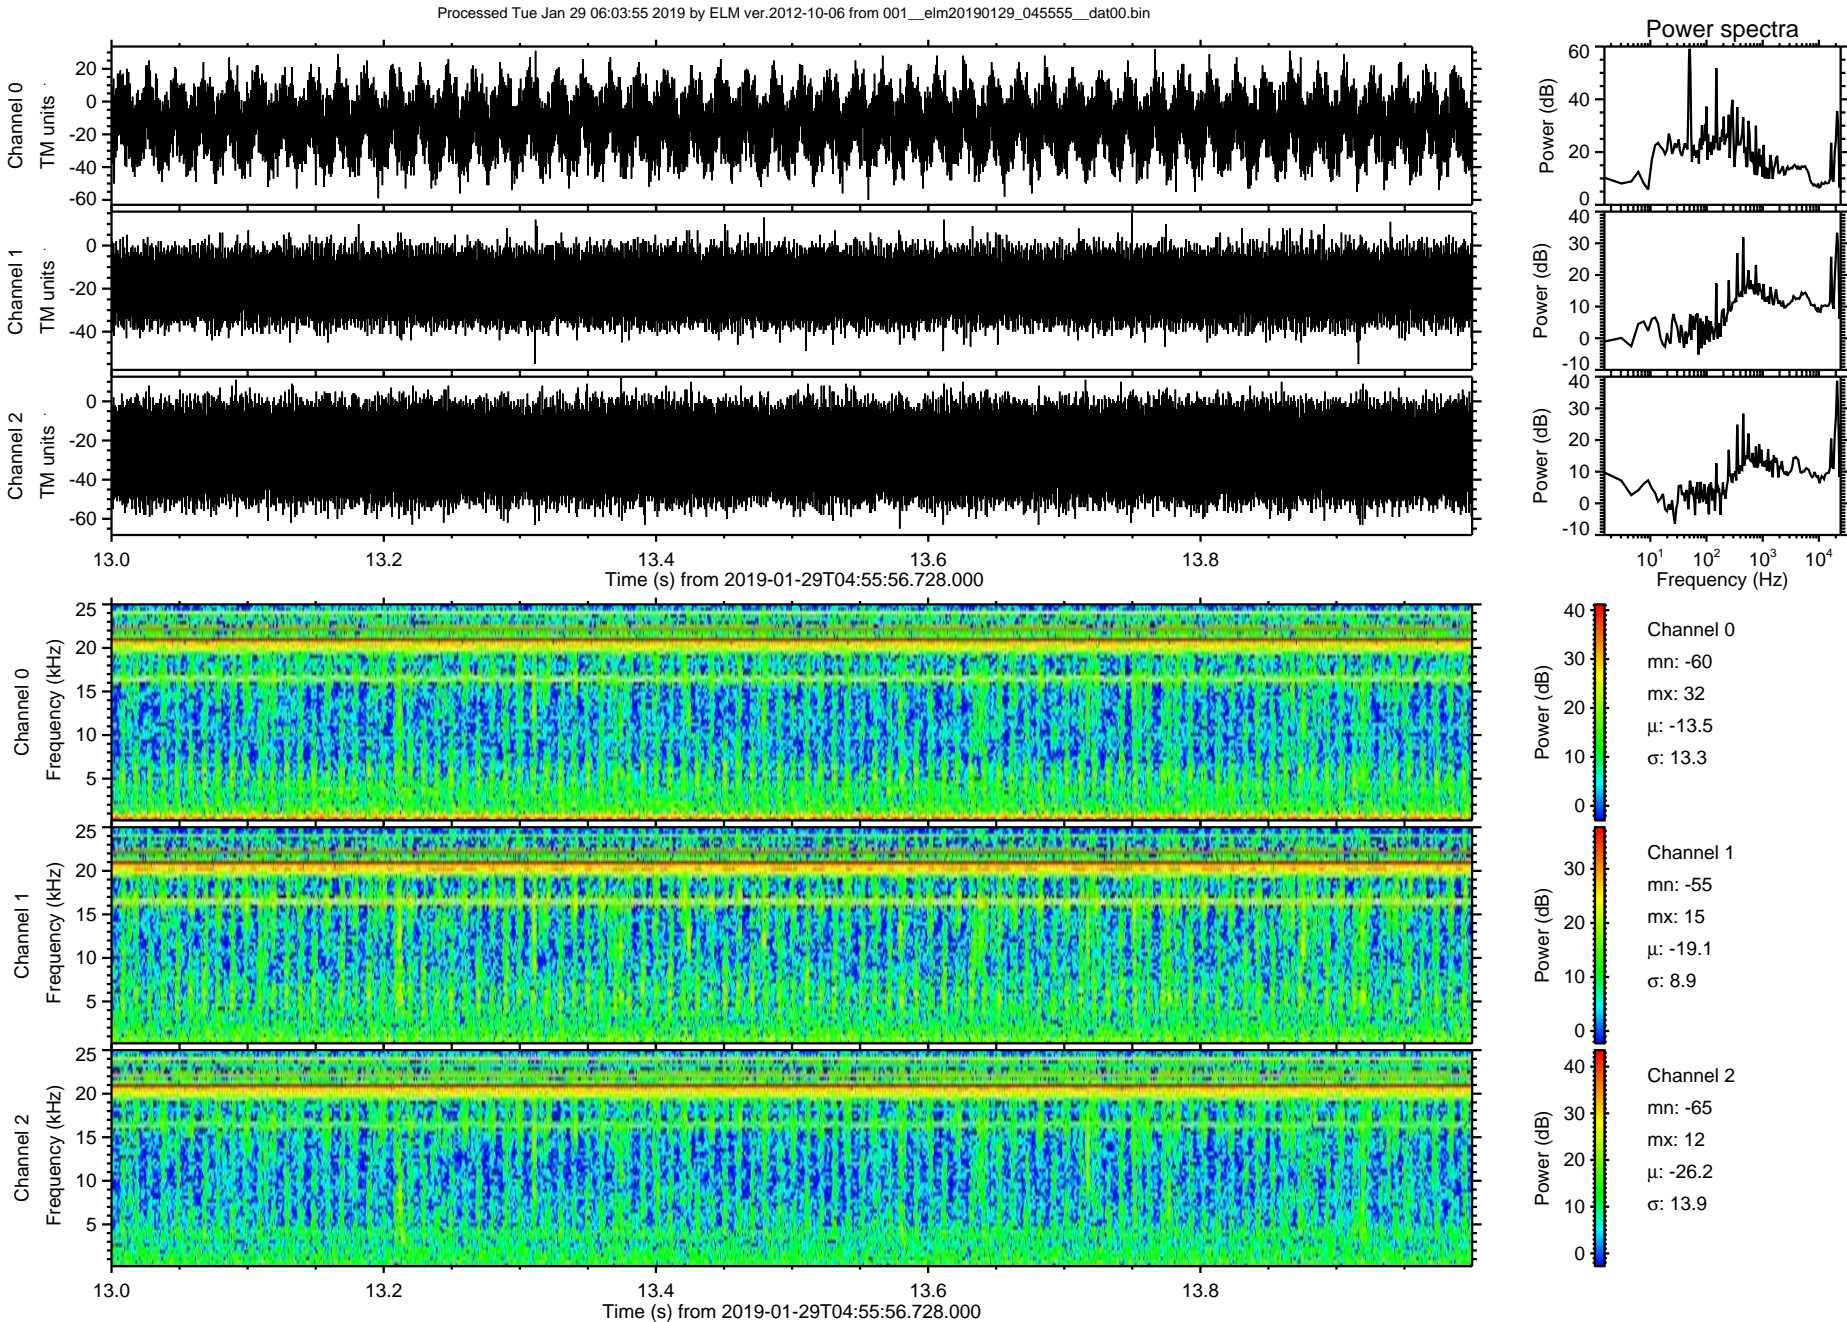 Processed Tue Jan 29 06:03:55 2019 by ELM ver.2012-10-06 from 001__elm20190129_045555__dat00.bin
Power spectra
Channel 0
TM units
20
0
-20
-40
-60
Power (dB)
60
40
20
0
Channel 1
TM units
0
-20
-40
Power (dB)
40
30
20
10
0
-10
Channel 2
TM units
0
-20
-40
-60
Power (dB)
40
30
20
10
0
-10
13.0 13.2 13.4 13.6 13.8
Time (s) from 2019-01-29T04:55:56.728.000
10^1 10^2 10^3 10^4
Frequency (Hz)
Channel 0
Frequency (kHz)
25
20
15
10
5
Power (dB)
40
30
20
10
0
Channel 0
mn: -60
mx: 32
μ: -13.5
σ: 13.3
Channel 1
Frequency (kHz)
25
20
15
10
5
Power (dB)
30
20
10
0
Channel 1
mn: -55
mx: 15
μ: -19.1
σ: 8.9
Channel 2
Frequency (kHz)
25
20
15
10
5
Power (dB)
40
30
20
10
0
Channel 2
mn: -65
mx: 12
μ: -26.2
σ: 13.9
13.0 13.2 13.4 13.6 13.8
Time (s) from 2019-01-29T04:55:56.728.000